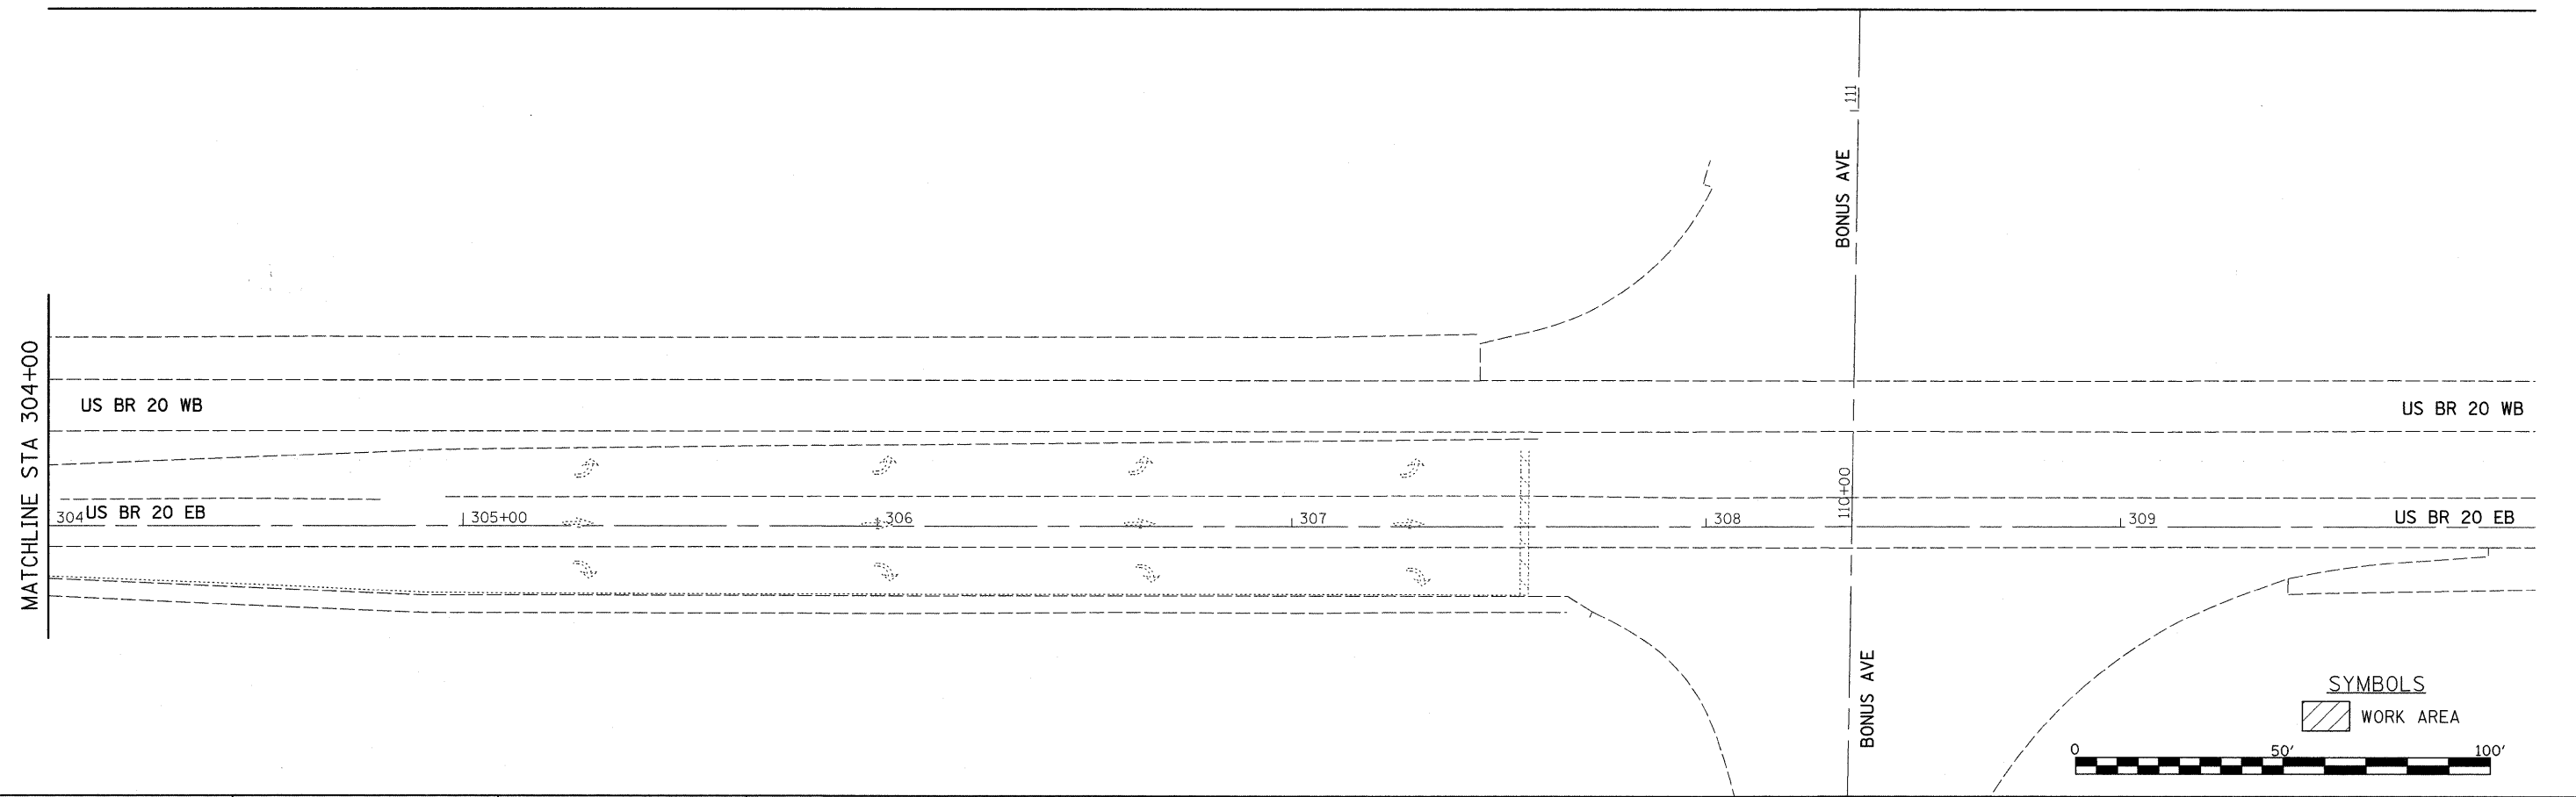 111
BONUS AVE
MATCHLINE STA 304+00
US BR 20 WB
US BR 20 WB
304
US BR 20 EB
305+00
306
307
308
110+00
309
US BR 20 EB
BONUS AVE
SYMBOLS
WORK AREA
0 50' 100'